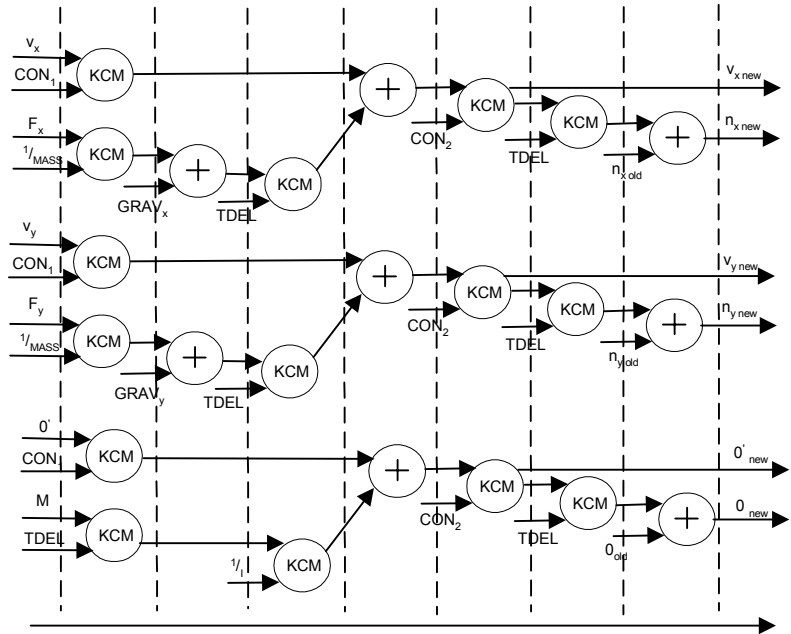 v_x
CON_1
KCM
+
v_x new
KCM
KCM
n_x new
F_x
1/MASS
KCM
+
CON_2
TDEL
+
n_x old
GRAV_x
TDEL
KCM
v_y
CON_1
KCM
+
v_y new
KCM
KCM
n_y new
F_y
1/MASS
KCM
+
CON_2
TDEL
+
n_y old
GRAV_y
TDEL
KCM
0'
CON_1
KCM
+
0'_new
KCM
KCM
0_new
M
TDEL
KCM
CON_2
TDEL
+
0_old
1/I
KCM